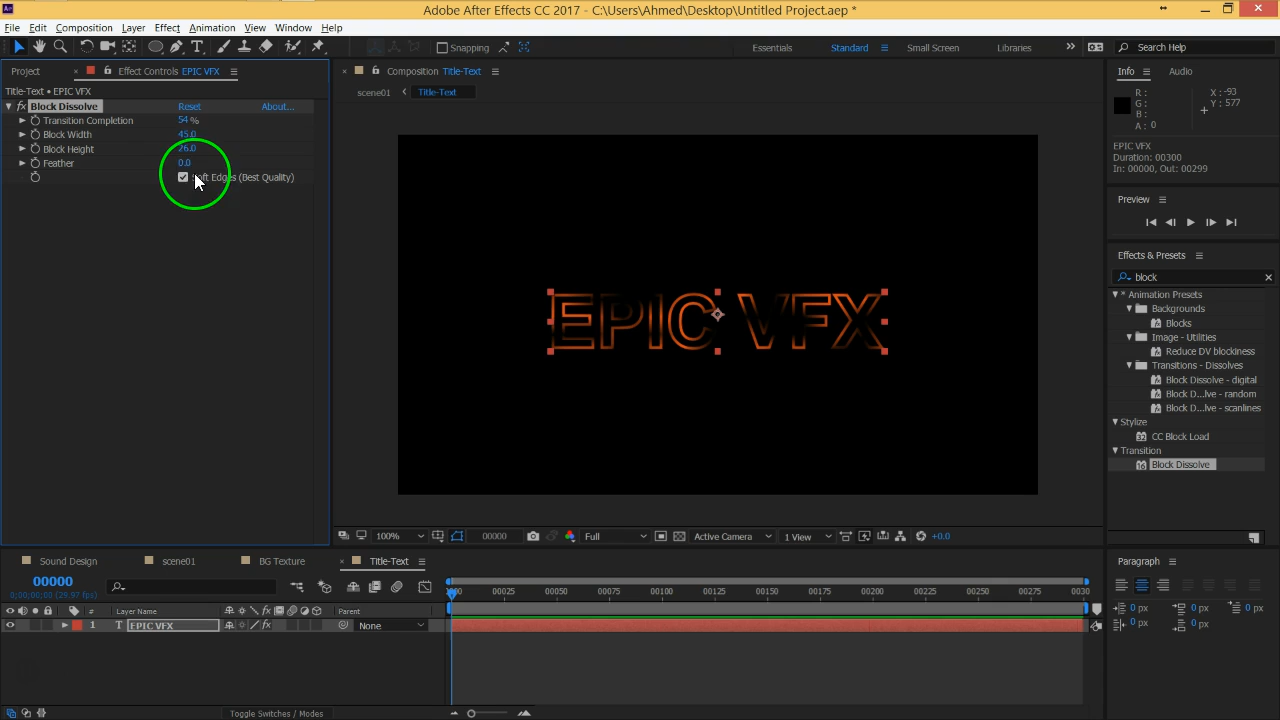 Adobe After Effects CC 2017 - C:\Users\Ahmed\Desktop\Untitled Project.aep *
File Edit Composition Layer Effect Animation View Window Help
Snapping
Essentials Standard Small Screen Libraries
Search Help
Project
Effect Controls EPIC VFX
Title-Text • EPIC VFX
fx Block Dissolve Reset About...
Transition Completion 54 %
Block Width 45.0
Block Height 26.0
Feather 0.0
Soft Edges (Best Quality)
Composition Title-Text
scene01 Title-Text
EPIC VFX
100% 00000 Full Active Camera 1 View +0.0
Info Audio
R : X : -93
G : Y : 577
B :
A : 0
EPIC VFX
Duration: 00300
In: 00000, Out: 00299
Preview
Effects & Presets
block
* Animation Presets
Backgrounds
Blocks
Image - Utilities
Reduce DV blockiness
Transitions - Dissolves
Block Dissolve - digital
Block D...lve - random
Block D...lve - scanlines
Stylize
CC Block Load
Transition
Block Dissolve
Sound Design scene01 BG Texture Title-Text
00000
0;00;00;00 (29.97 fps)
00025 00050 00075 00100 00125 00150 00175 00200 00225 00250 00275
# Layer Name Parent
1 T EPIC VFX None
Toggle Switches / Modes
Paragraph
0 px 0 px 0 px
0 px 0 px